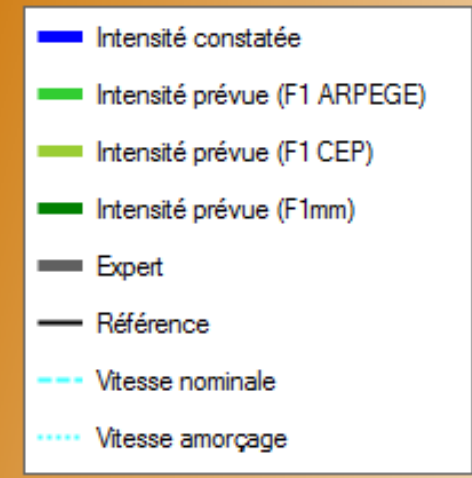 Intensité constatée
Intensité prévue (F1 ARPEGE)
Intensité prévue (F1 CEP)
Intensité prévue (F1mm)
Expert
Référence
Vitesse nominale
Vitesse amorçage